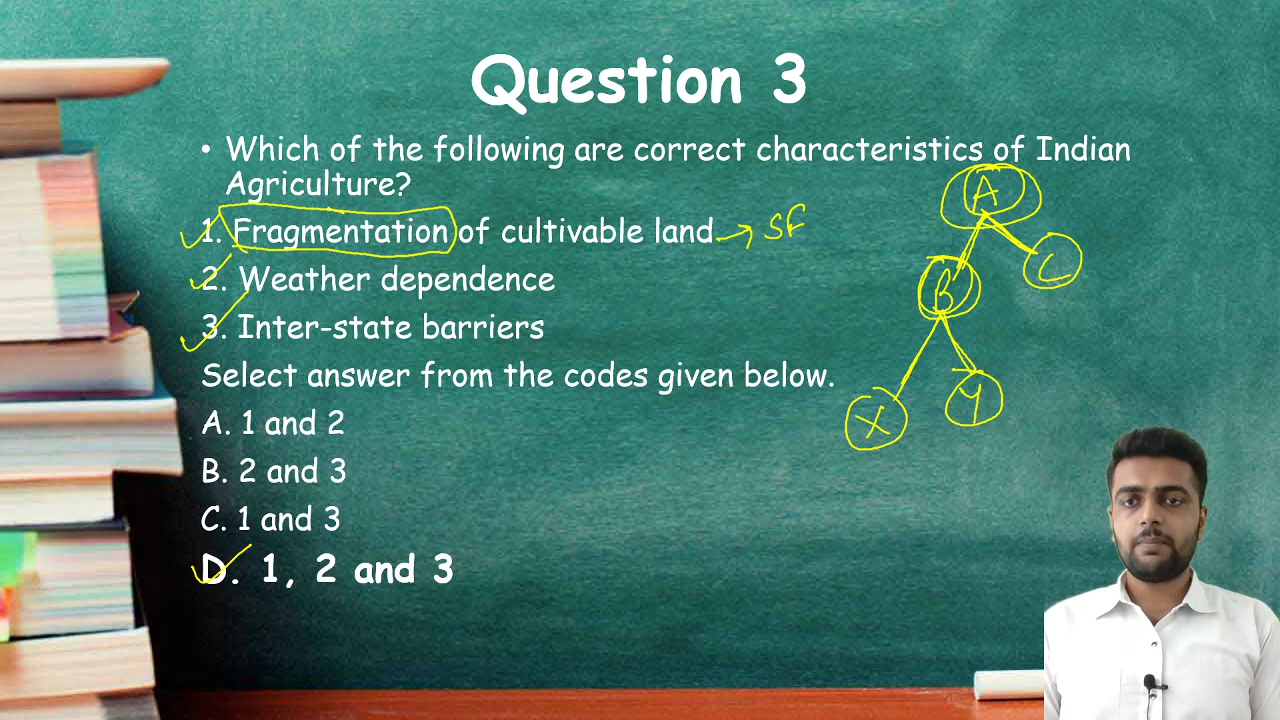 Question 3
• Which of the following are correct characteristics of Indian
Agriculture?
1. Fragmentation of cultivable land → SF
2. Weather dependence
3. Inter-state barriers
Select answer from the codes given below.
A. 1 and 2
B. 2 and 3
C. 1 and 3
D. 1, 2 and 3
A
B
C
X
Y